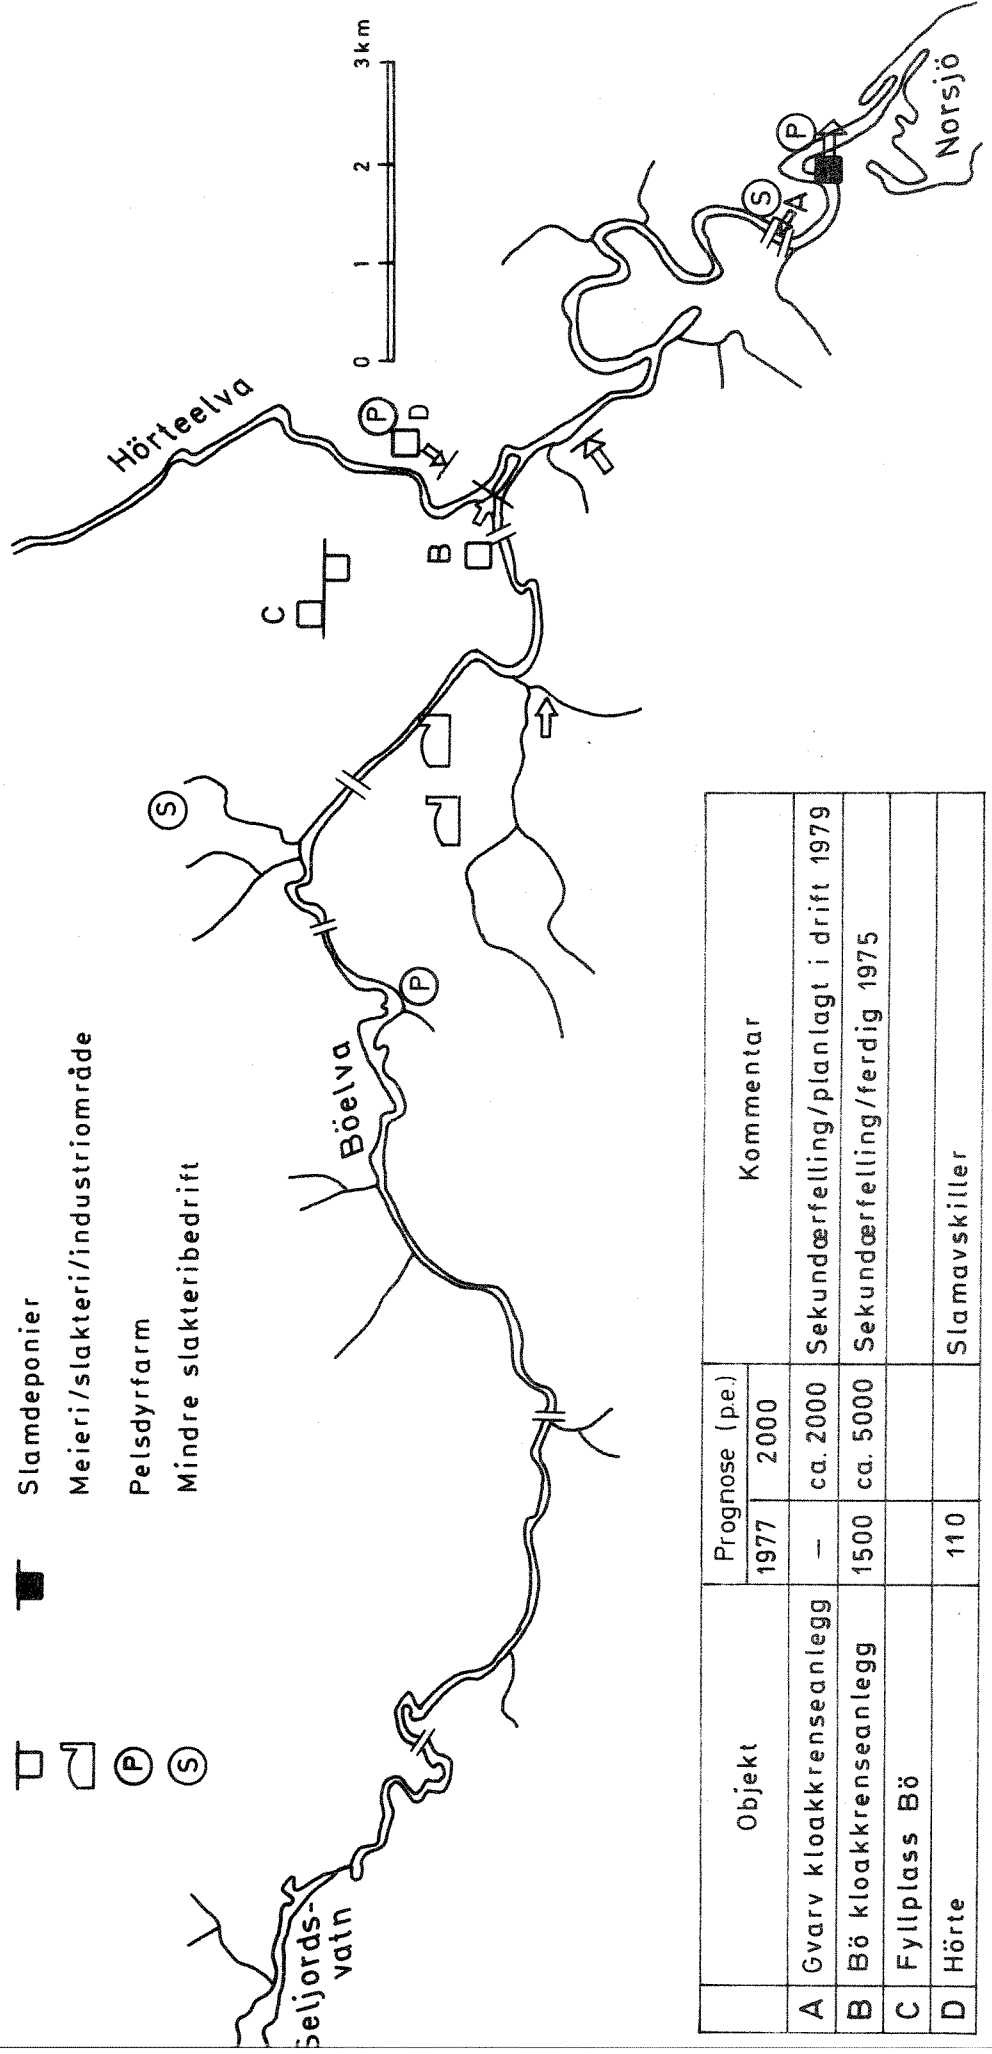 Slamdeponier
Meieri/slakteri/industriområde
P Pelsdyrfarm
S Mindre slakteribedrift
Seljords-
vatn
Böelva
P
S
C
B
Hörteelva
P
D
0 1 2 3km
S
A
P
Norsjö
Objekt Prognose (p.e.) Kommentar
1977 2000
A Gvarv kloakkrenseanlegg – ca. 2000 Sekundærfelling/planlagt i drift 1979
B Bö kloakkrenseanlegg 1500 ca. 5000 Sekundærfelling/ferdig 1975
C Fyllplass Bö
D Hörte 110 Slamavskiller